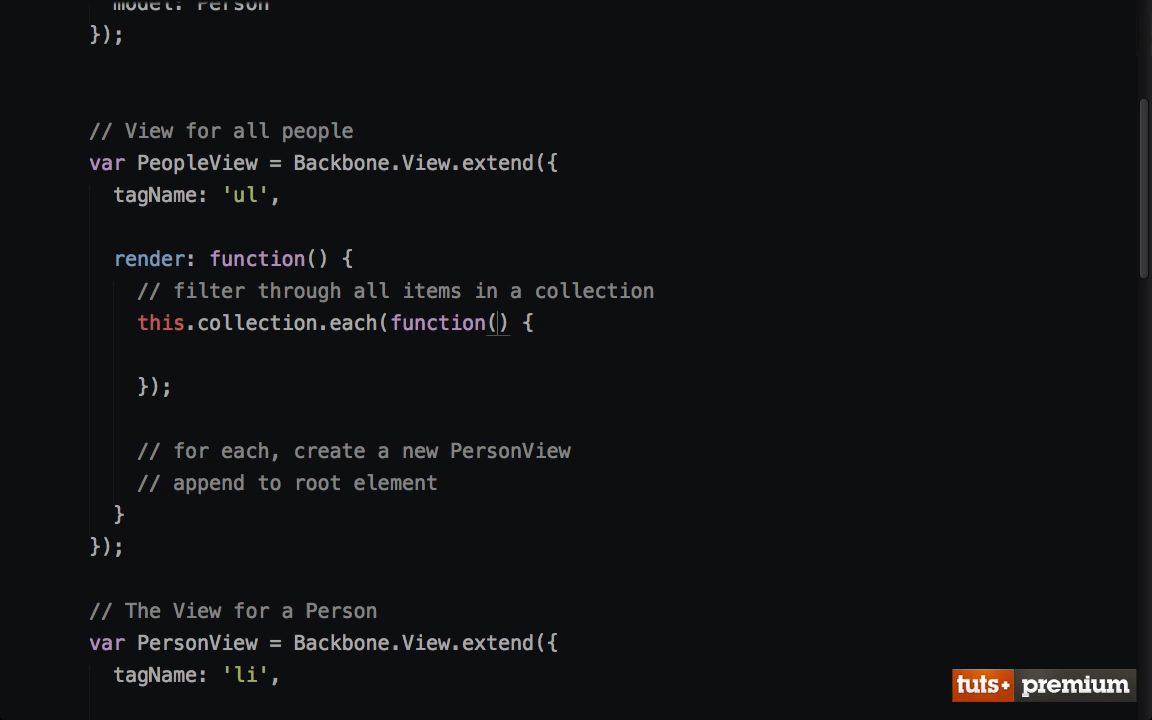 model: Person
});
// View for all people
var PeopleView = Backbone.View.extend({
tagName: 'ul',
render: function() {
// filter through all items in a collection
this.collection.each(function() {
});
// for each, create a new PersonView
// append to root element
}
});
// The View for a Person
var PersonView = Backbone.View.extend({
tagName: 'li',
tuts+ premium